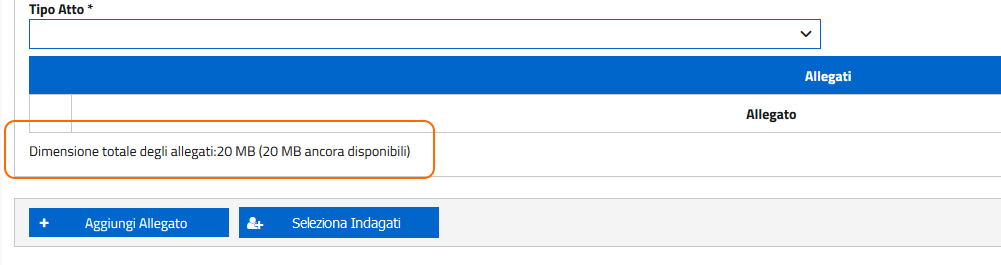 Tipo Atto *
Allegati
Allegato
Dimensione totale degli allegati:20 MB (20 MB ancora disponibili)
Aggiungi Allegato
Seleziona Indagati